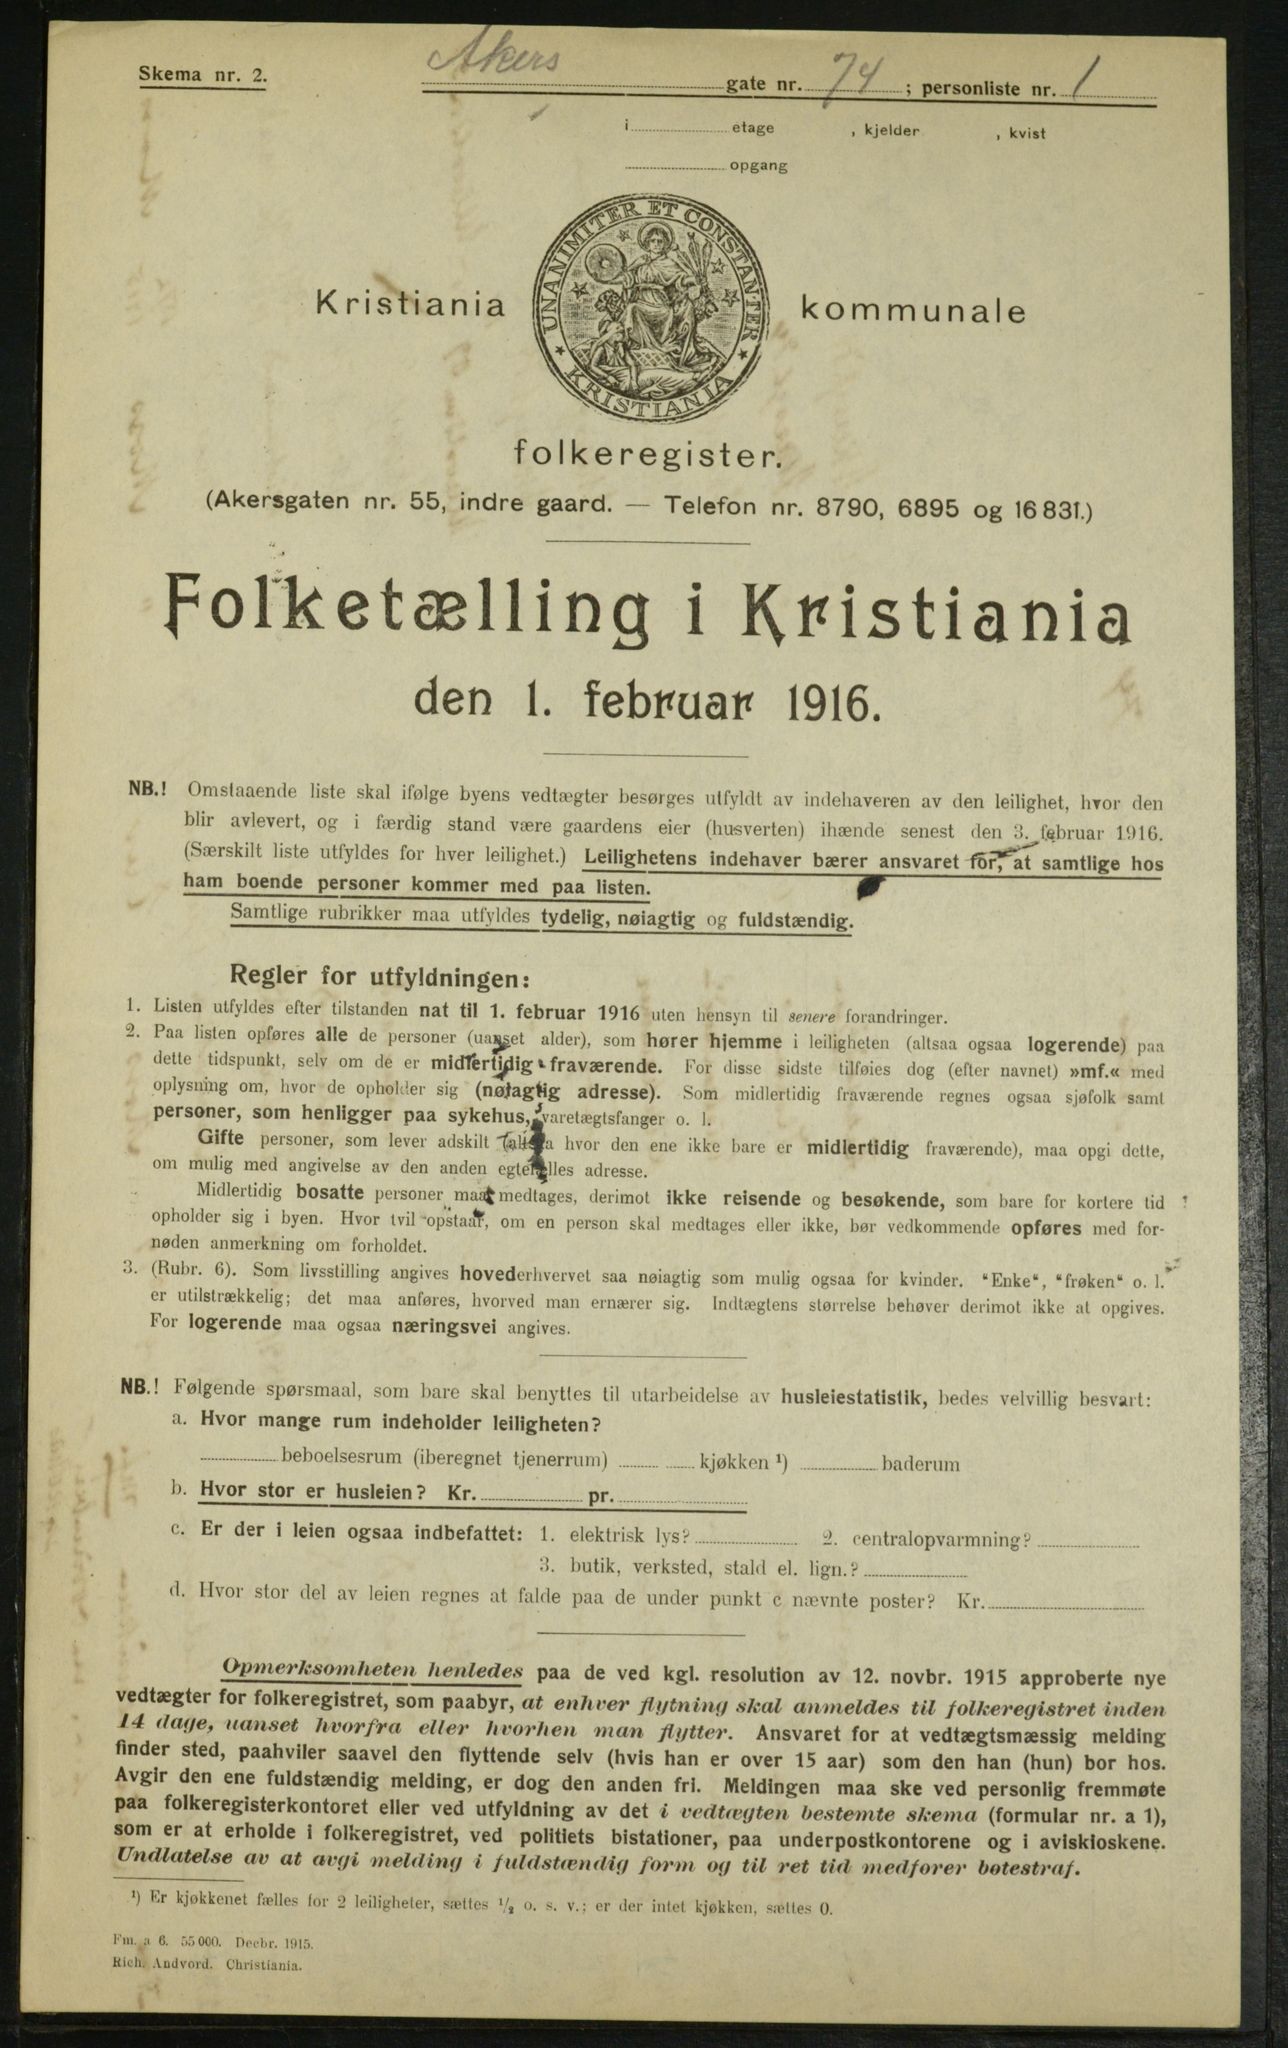 Skema nr. 2. Akers gate nr. 74; personliste nr. 1
i etage , kjelder , kvist
opgang
UNANIMITER ET CONSTANTER
Kristiania kommunale
KRISTIANIA
folkeregister.
(Akersgaten nr. 55, indre gaard. — Telefon nr. 8790, 6895 og 16831.)
Folketælling i Kristiania
den 1. februar 1916.
NB.! Omstaaende liste skal ifølge byens vedtægter besørges utfyldt av indehaveren av den leilighet, hvor den
blir avlevert, og i færdig stand være gaardens eier (husverten) ihænde senest den 3. februar 1916.
(Særskilt liste utfyldes for hver leilighet.) Leilighetens indehaver bærer ansvaret for, at samtlige hos
ham boende personer kommer med paa listen.
Samtlige rubrikker maa utfyldes tydelig, nøiagtig og fuldstændig.
Regler for utfyldningen:
1. Listen utfyldes efter tilstanden nat til 1. februar 1916 uten hensyn til senere forandringer.
2. Paa listen opføres alle de personer (uanset alder), som hører hjemme i leiligheten (altsaa ogsaa logerende) paa
dette tidspunkt, selv om de er midlertidig fraværende. For disse sidste tilføies dog (efter navnet) »mf.« med
oplysning om, hvor de opholder sig (nøiagtig adresse). Som midlertidig fraværende regnes ogsaa sjøfolk samt
personer, som henligger paa sykehus, varetægtsfanger o. l.
Gifte personer, som lever adskilt (altsaa hvor den ene ikke bare er midlertidig fraværende), maa opgi dette,
om mulig med angivelse av den anden egtefælles adresse.
Midlertidig bosatte personer maa medtages, derimot ikke reisende og besøkende, som bare for kortere tid
opholder sig i byen. Hvor tvil opstaar, om en person skal medtages eller ikke, bør vedkommende opføres med for-
nøden anmerkning om forholdet.
3. (Rubr. 6). Som livsstilling angives hovederhvervet saa nøiagtig som mulig ogsaa for kvinder. "Enke", "frøken" o. l.
er utilstrækkelig; det maa anføres, hvorved man ernærer sig. Indtægtens størrelse behøver derimot ikke at opgives.
For logerende maa ogsaa næringsvei angives.
NB.! Følgende spørsmaal, som bare skal benyttes til utarbeidelse av husleiestatistik, bedes velvillig besvart:
a. Hvor mange rum indeholder leiligheten?
beboelsesrum (iberegnet tjenerrum) kjøkken ¹) baderum
b. Hvor stor er husleien? Kr. pr.
c. Er der i leien ogsaa indbefattet: 1. elektrisk lys? 2. centralopvarmning?
3. butik, verksted, stald el. lign.?
d. Hvor stor del av leien regnes at falde paa de under punkt c nævnte poster? Kr.
Opmerksomheten henledes paa de ved kgl. resolution av 12. novbr. 1915 approberte nye
vedtægter for folkeregistret, som paabyr, at enhver flytning skal anmeldes til folkeregistret inden
14 dage, uanset hvorfra eller hvorhen man flytter. Ansvaret for at vedtægtsmæssig melding
finder sted, paahviler saavel den flyttende selv (hvis han er over 15 aar) som den han (hun) bor hos.
Avgir den ene fuldstændig melding, er dog den anden fri. Meldingen maa ske ved personlig fremmøte
paa folkeregisterkontoret eller ved utfyldning av det i vedtægten bestemte skema (formular nr. a 1),
som er at erholde i folkeregistret, ved politiets bistationer, paa underpostkontorene og i aviskioskene.
Undlatelse av at avgi melding i fuldstændig form og til ret tid medfører bøtestraf.
¹) Er kjøkkenet fælles for 2 leiligheter, sættes 1/2 o. s. v.; er der intet kjøkken, sættes 0.
Fm. a 6. 55 000. Decbr. 1915.
Rich. Andvord. Christiania.